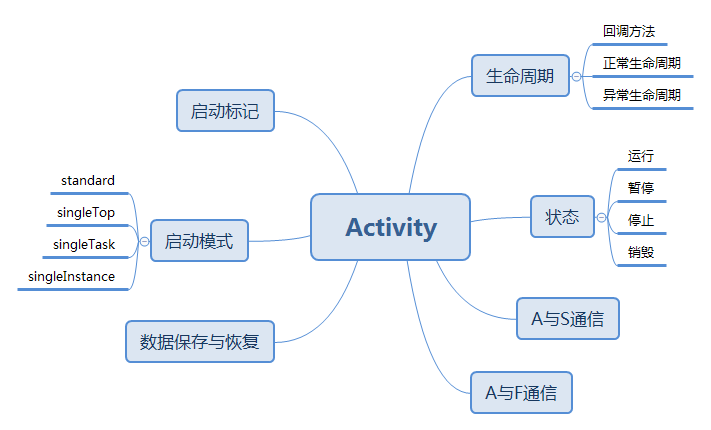 Activity
生命周期
回调方法
正常生命周期
异常生命周期
状态
运行
暂停
停止
销毁
A与S通信
A与F通信
启动标记
启动模式
standard
singleTop
singleTask
singleInstance
数据保存与恢复